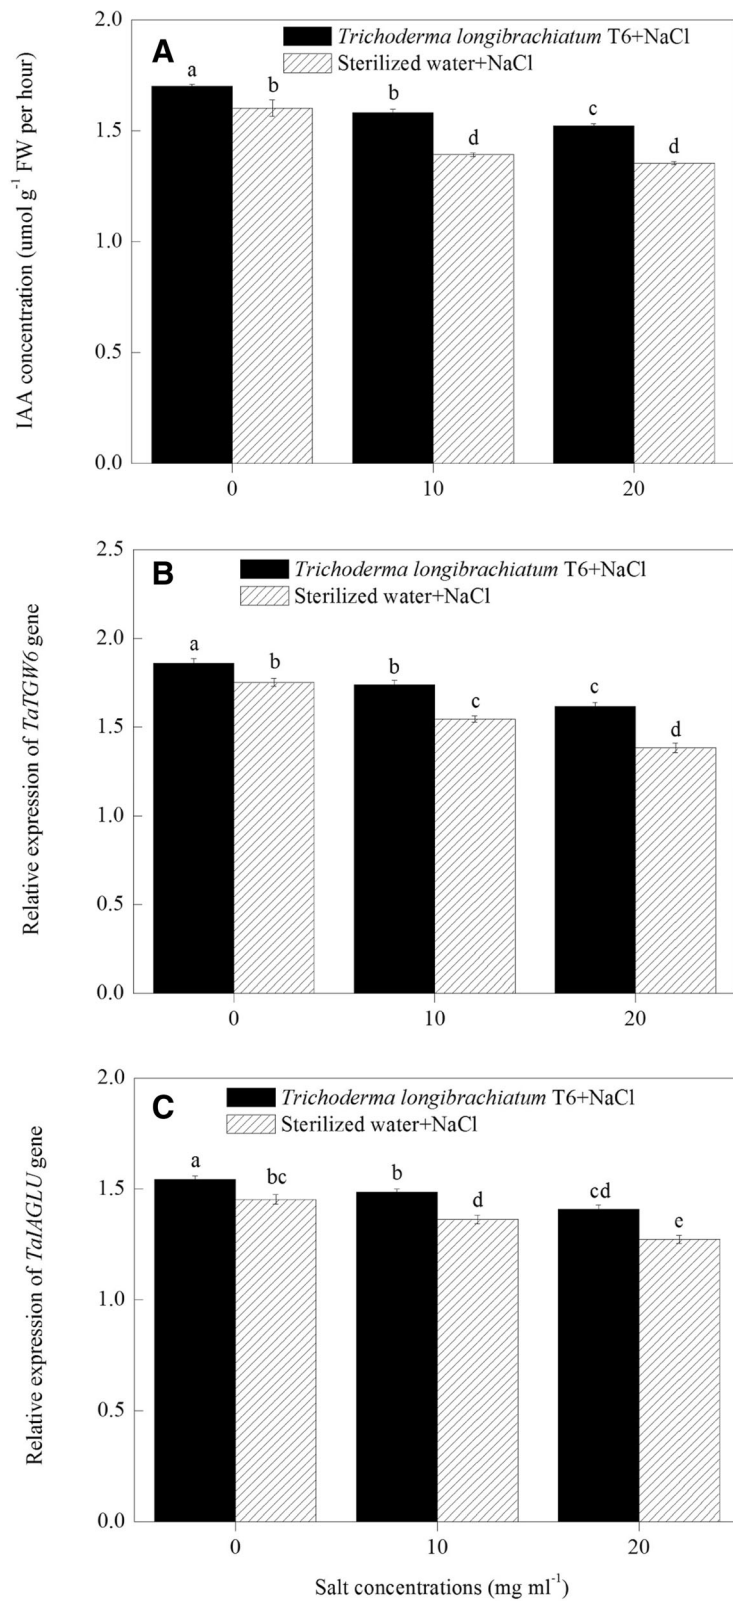 A
Trichoderma longibrachiatum T6+NaCl
Sterilized water+NaCl
IAA concentration (umol g⁻¹ FW per hour)
2.0
1.5
1.0
0.5
0.0
a
b
b
d
c
d
0
10
20
B
Trichoderma longibrachiatum T6+NaCl
Sterilized water+NaCl
Relative expression of TaTGW6 gene
2.5
2.0
1.5
1.0
0.5
0.0
a
b
b
c
c
d
0
10
20
C
Trichoderma longibrachiatum T6+NaCl
Sterilized water+NaCl
Relative expression of TaIAGLU gene
2.0
1.5
1.0
0.5
0.0
a
bc
b
d
cd
e
0
10
20
Salt concentrations (mg ml⁻¹)